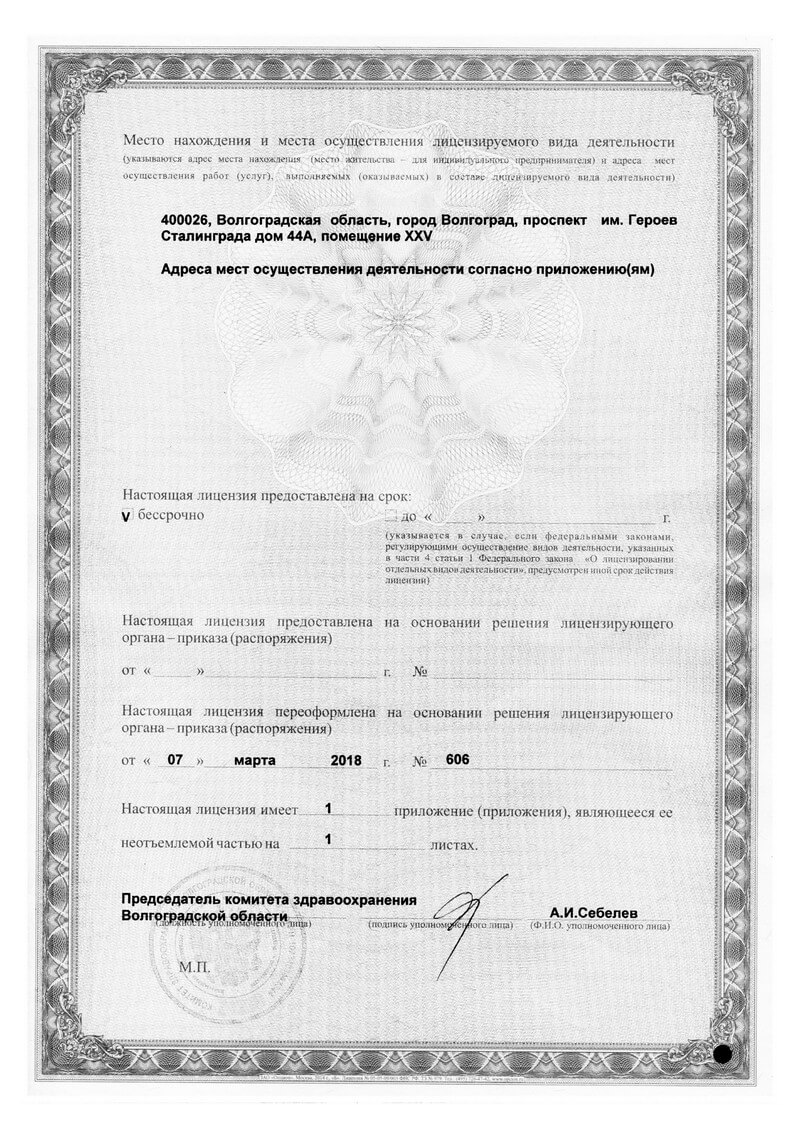 Место нахождения и места осуществления лицензируемого вида деятельности
(указываются адрес места нахождения (место жительства – для индивидуального предпринимателя) и адреса мест
осуществления работ (услуг), выполняемых (оказываемых) в составе лицензируемого вида деятельности)
400026, Волгоградская область, город Волгоград, проспект им. Героев
Сталинграда дом 44А, помещение XXV
Адреса мест осуществления деятельности согласно приложению(ям)
Настоящая лицензия предоставлена на срок:
V бессрочно до « » г.
(указывается в случае, если федеральными законами,
регулирующими осуществление видов деятельности, указанных
в части 4 статьи 1 Федерального закона «О лицензировании
отдельных видов деятельности», предусмотрен иной срок действия
лицензии)
Настоящая лицензия предоставлена на основании решения лицензирующего
органа – приказа (распоряжения)
от « » г. №
Настоящая лицензия переоформлена на основании решения лицензирующего
органа – приказа (распоряжения)
от « 07 » марта 2018 г. № 606
Настоящая лицензия имеет 1 приложение (приложения), являющееся ее
неотъемлемой частью на 1 листах.
Председатель комитета здравоохранения
Волгоградской области А.И.Себелев
(должность уполномоченного лица) (подпись уполномоченного лица) (Ф.И.О. уполномоченного лица)
М.П.